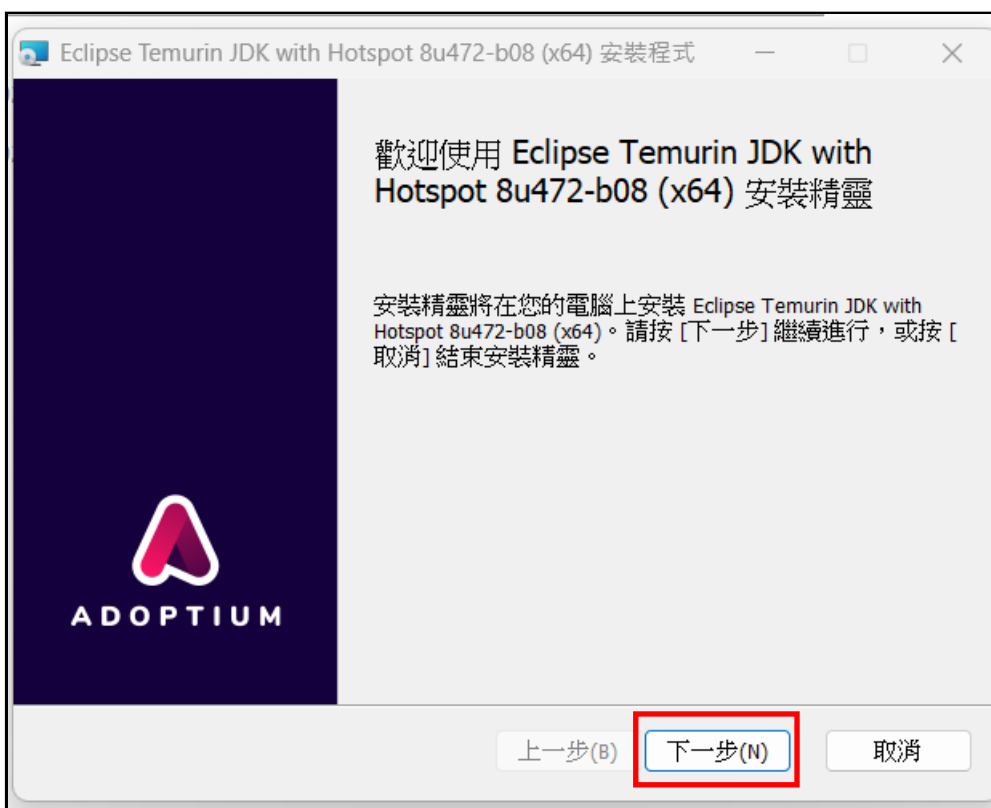 Eclipse Temurin JDK with Hotspot 8u472-b08 (x64) 安裝程式
歡迎使用 Eclipse Temurin JDK with
Hotspot 8u472-b08 (x64) 安裝精靈
安裝精靈將在您的電腦上安裝 Eclipse Temurin JDK with
Hotspot 8u472-b08 (x64)。請按 [下一步] 繼續進行，或按 [
取消] 結束安裝精靈。
ADOPTIUM
上一步(B) 下一步(N) 取消